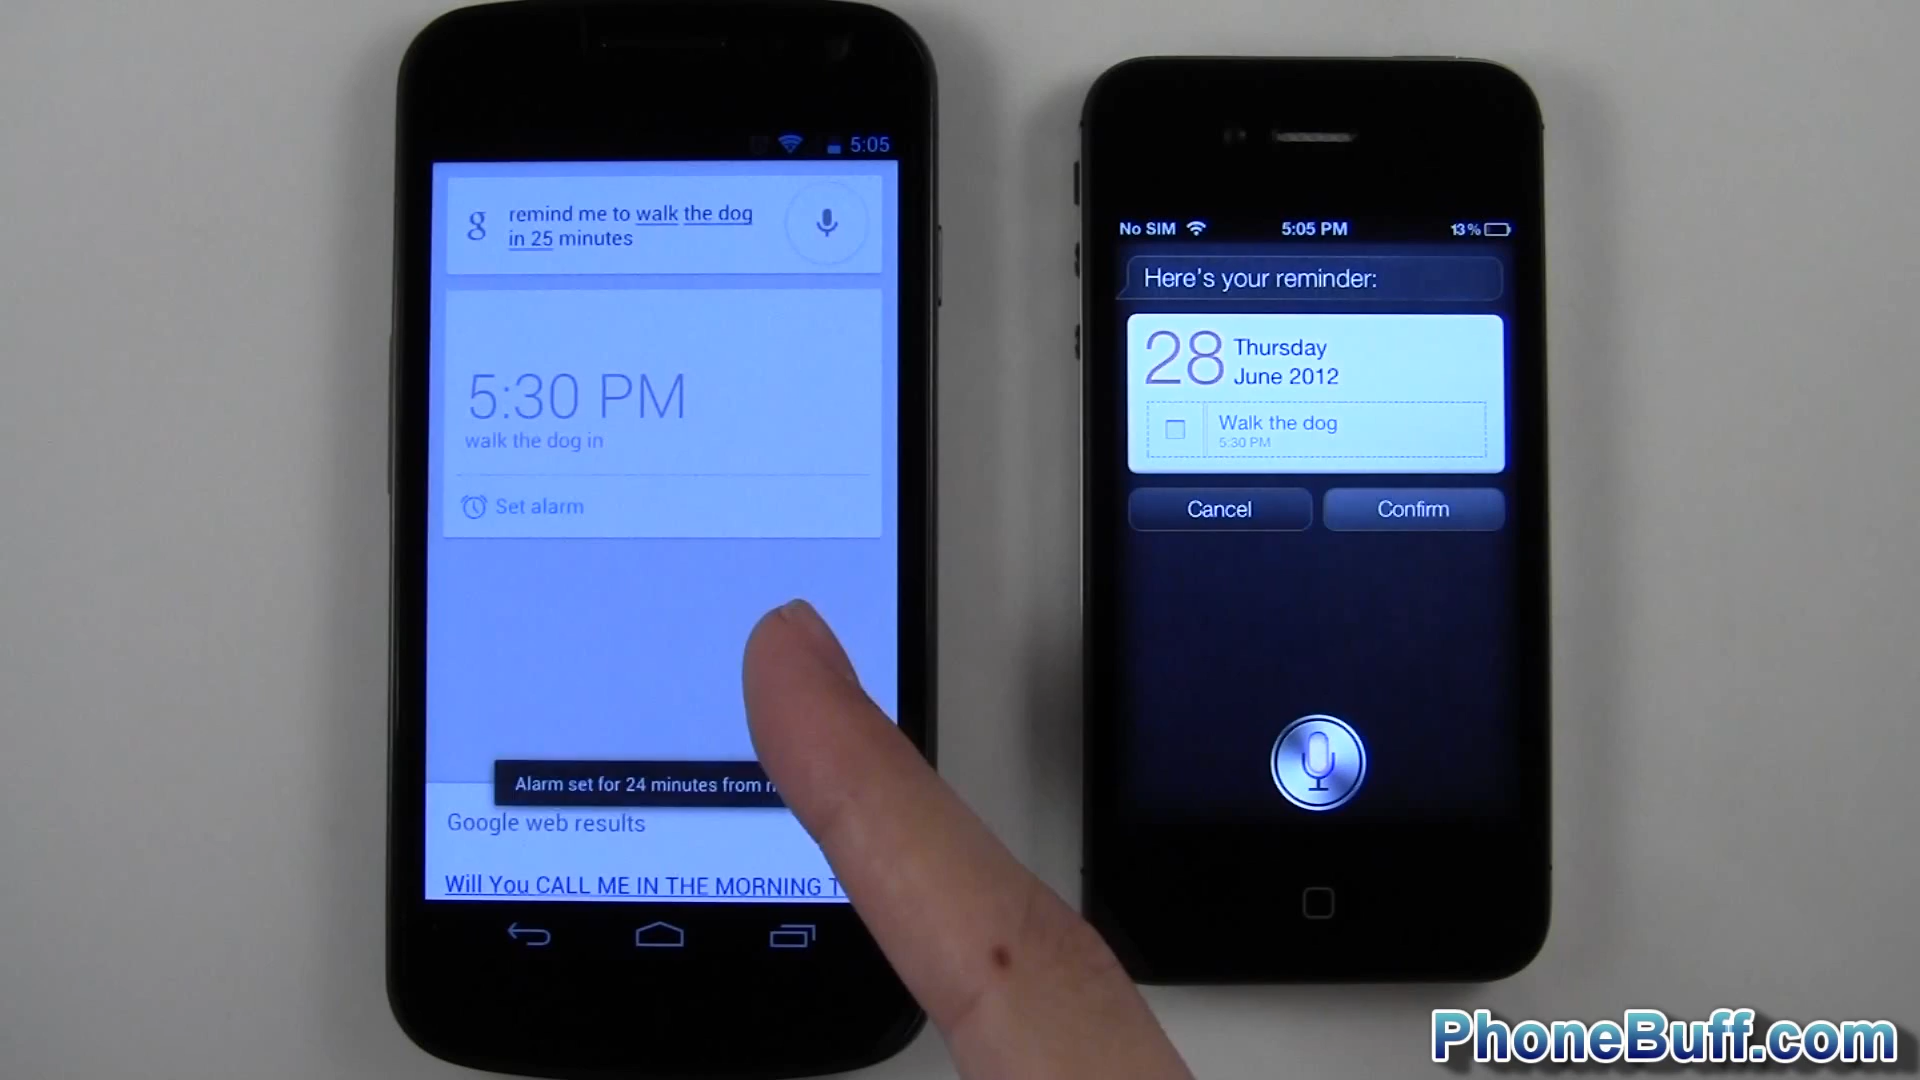 5:05
g
remind me to walk the dog
in 25 minutes
5:30 PM
walk the dog in
Set alarm
Alarm set for 24 minutes from
Google web results
Will You CALL ME IN THE MORNING
No SIM
5:05 PM
13%
Here's your reminder:
28
Thursday
June 2012
Walk the dog
5:30 PM
Cancel
Confirm
PhoneBuff.com